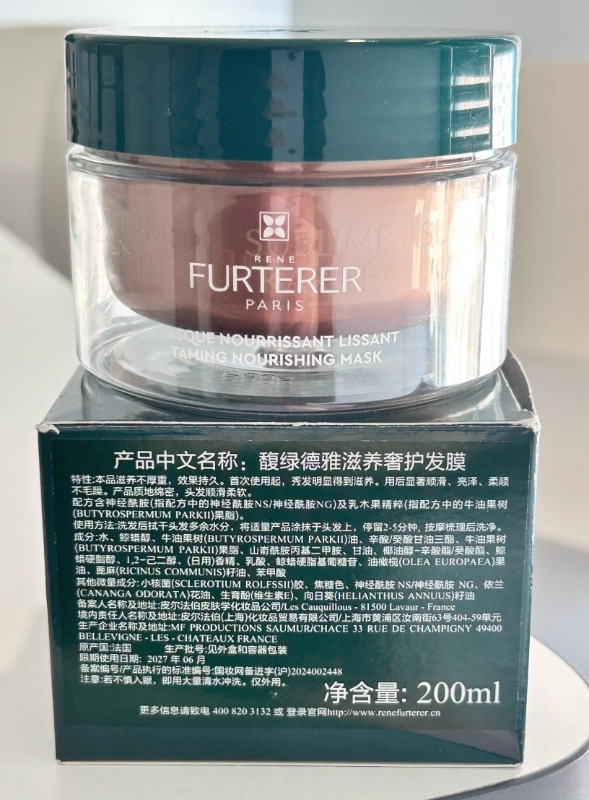 RENE
FURTERER
PARIS
SQUE NOURRISSANT LISSANT
TAMING NOURISHING MASK
产品中文名称：馥绿德雅滋养奢护发膜
特性:本品滋养不厚重，效果持久。首次使用起，秀发明显得到滋养。用后显著顺滑、亮泽、柔顺
不毛躁。产品质地绵密，头发顺滑柔软。
配方含神经酰胺(指配方中的神经酰胺NS/神经酰胺NG)及乳木果精粹(指配方中的牛油果树
(BUTYROSPERMUM PARKII)果脂)。
使用方法:洗发后拭干头发多余水分，将适量产品涂抹于头发上，停留2-5分钟，按摩梳理后洗净。
成分:水、鲸蜡醇、牛油果树(BUTYROSPERMUM PARKII)油、辛酸/癸酸甘油三酯、牛油果树
(BUTYROSPERMUM PARKII)果脂、山嵛酰胺丙基二甲胺、甘油、椰油醇-辛酸酯/癸酸酯、鲸
蜡硬脂醇、1,2-己二醇、(日用)香精、乳酸、鲸蜡硬脂基葡糖苷、油橄榄(OLEA EUROPAEA)果
油、蓖麻(RICINUS COMMUNIS)籽油、苯甲酸
其他微量成分:小核菌(SCLEROTIUM ROLFSSII)胶、焦糖色、神经酰胺 NS/神经酰胺 NG、依兰
(CANANGA ODORATA)花油、生育酚(维生素E)、向日葵(HELIANTHUS ANNUUS)籽油
备案人名称及地址:皮尔法伯皮肤学化妆品公司/Les Cauquillous - 81500 Lavaur - France
境内责任人名称及地址:皮尔法伯(上海)化妆品贸易有限公司/上海市黄浦区汝南街63号404-59单元
生产企业名称及地址:MF PRODUCTIONS SAUMUR/CHACE 33 RUE DE CHAMPIGNY 49400
BELLEVIGNE - LES - CHATEAUX FRANCE
原产国:法国 生产批号:见外盒和容器包装
限期使用日期: 2027 年 06 月
备案编号/产品执行的标准编号:国妆网备进字(沪)2024002448
注意:若不慎入眼，即用大量清水冲洗。仅外用。
净含量: 200ml
更多信息请致电 400 820 3132 或 登录官网http://www.renefurterer.cn